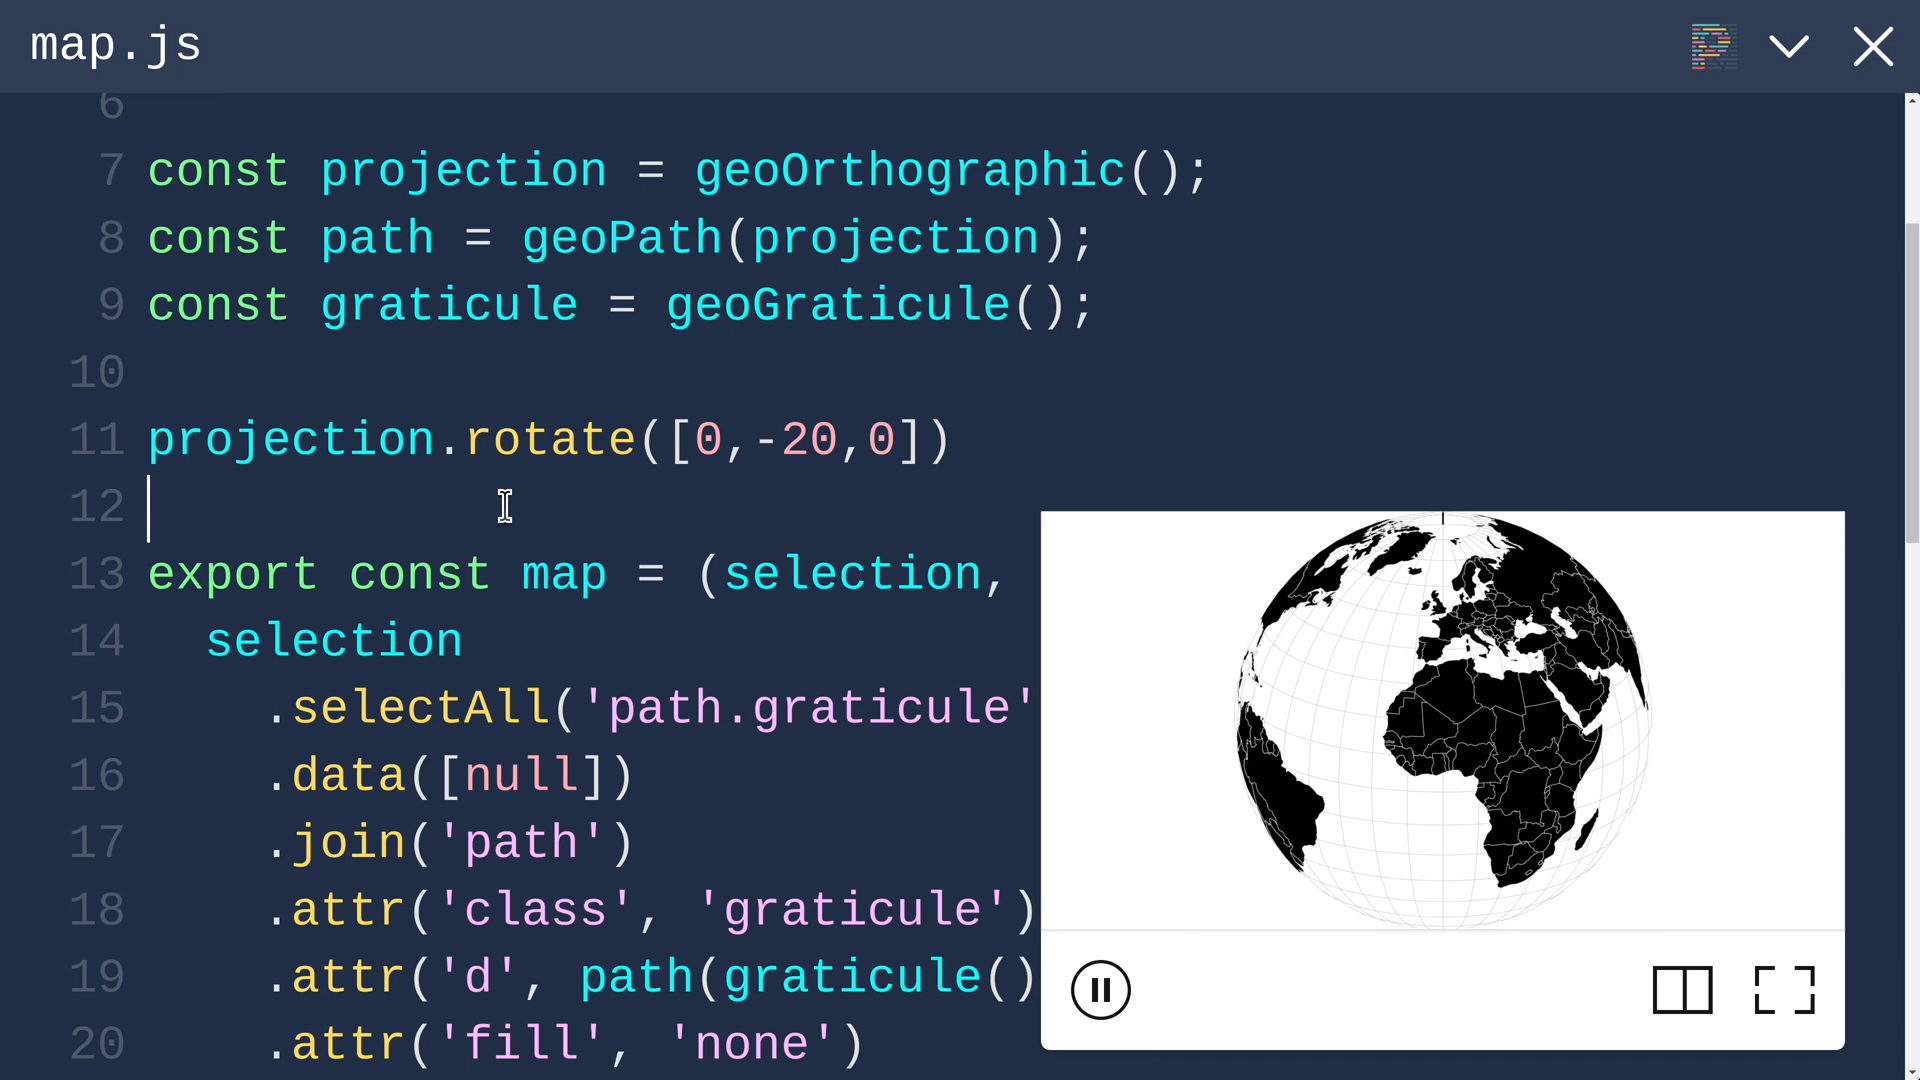 map.js
6
7 const projection = geoOrthographic();
8 const path = geoPath(projection);
9 const graticule = geoGraticule();
10
11 projection.rotate([0,-20,0])
12
13 export const map = (selection,
14 selection
15 .selectAll('path.graticule'
16 .data([null])
17 .join('path')
18 .attr('class', 'graticule')
19 .attr('d', path(graticule()
20 .attr('fill', 'none')